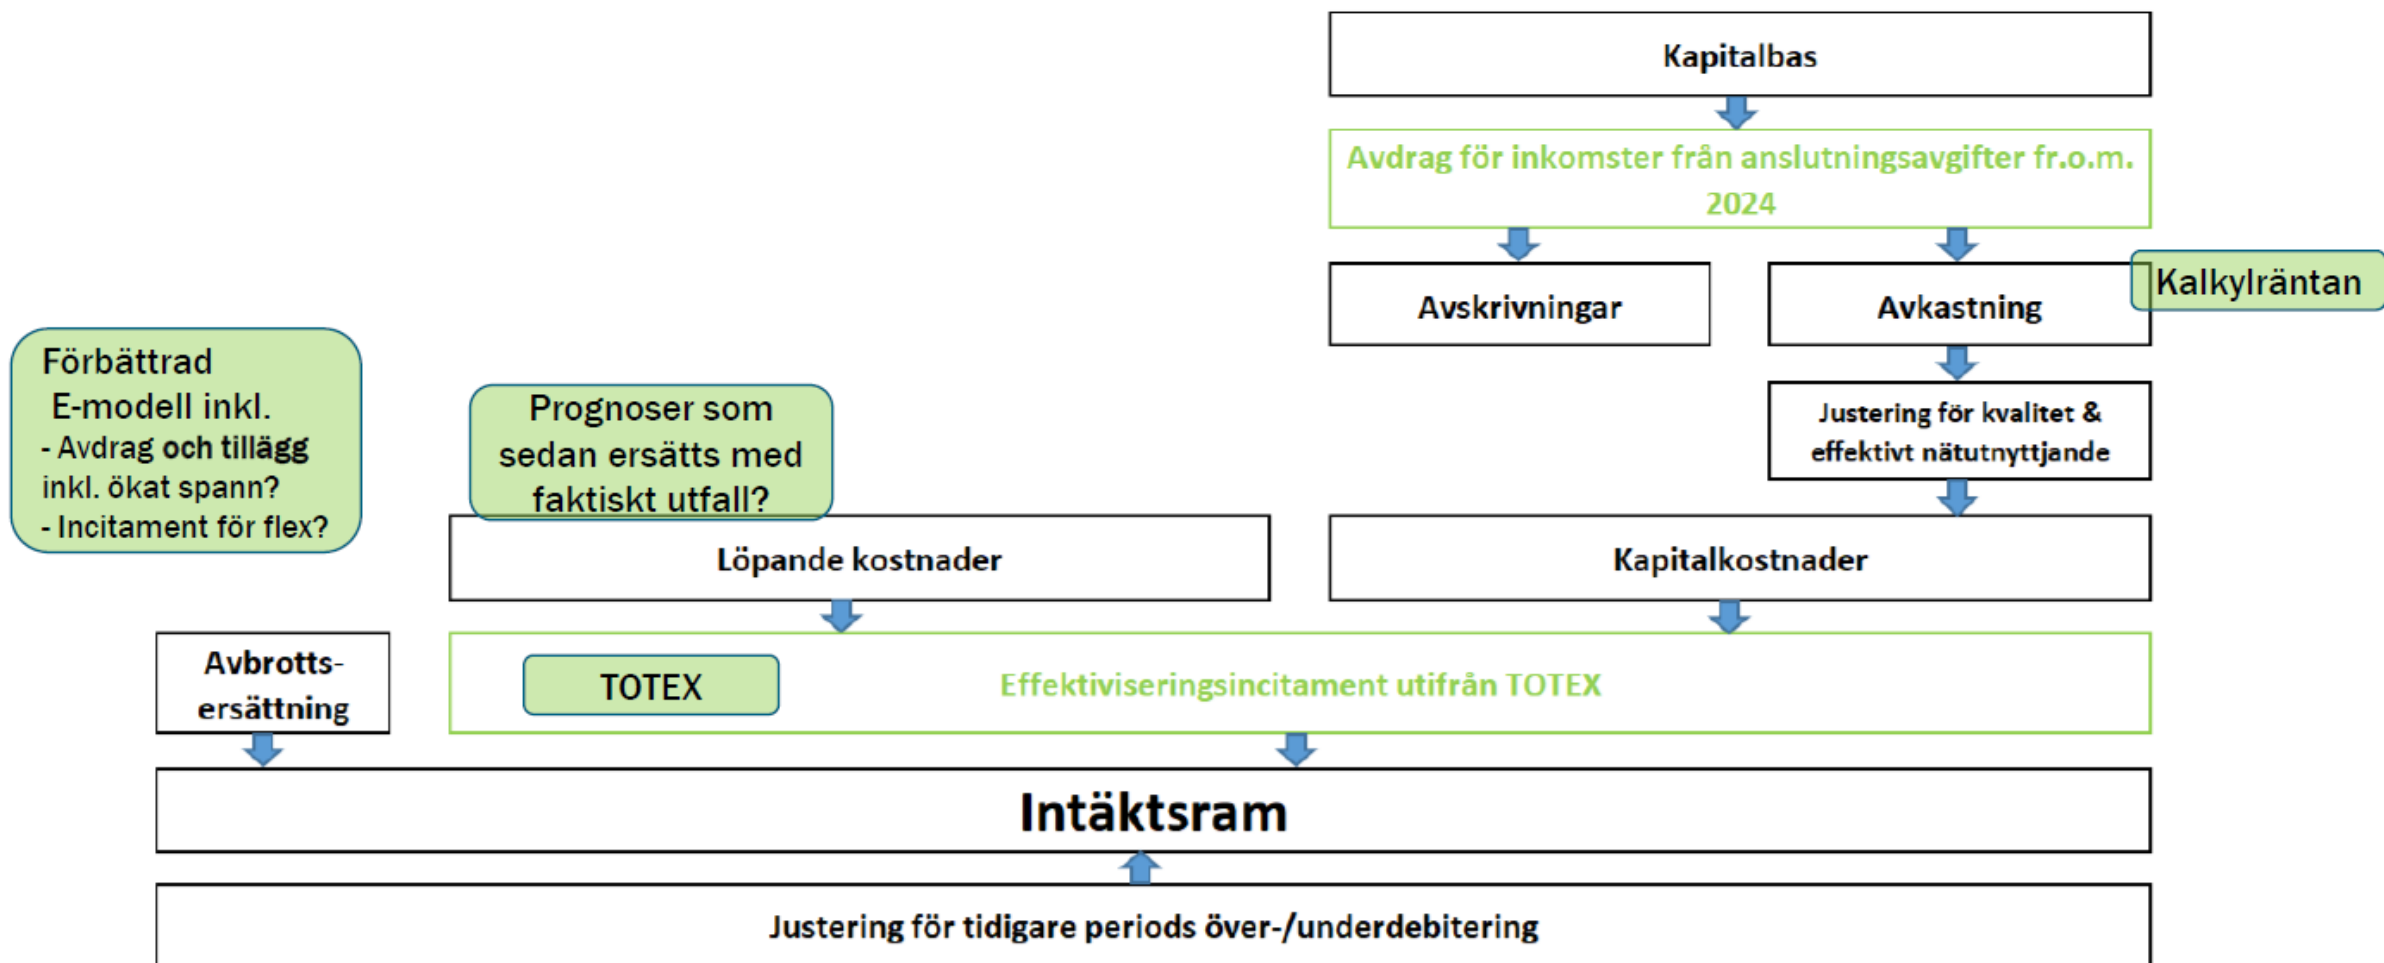 Kapitalbas
Avdrag för inkomster från anslutningsavgifter fr.o.m.
2024
Avskrivningar
Avkastning
Kalkylräntan
Justering för kvalitet &
effektivt nätutnyttjande
Förbättrad
E-modell inkl.
- Avdrag och tillägg
inkl. ökat spann?
- Incitament för flex?
Prognoser som
sedan ersätts med
faktiskt utfall?
Löpande kostnader
Kapitalkostnader
Avbrotts-
ersättning
TOTEX
Effektiviseringsincitament utifrån TOTEX
Intäktsram
Justering för tidigare periods över-/underdebitering